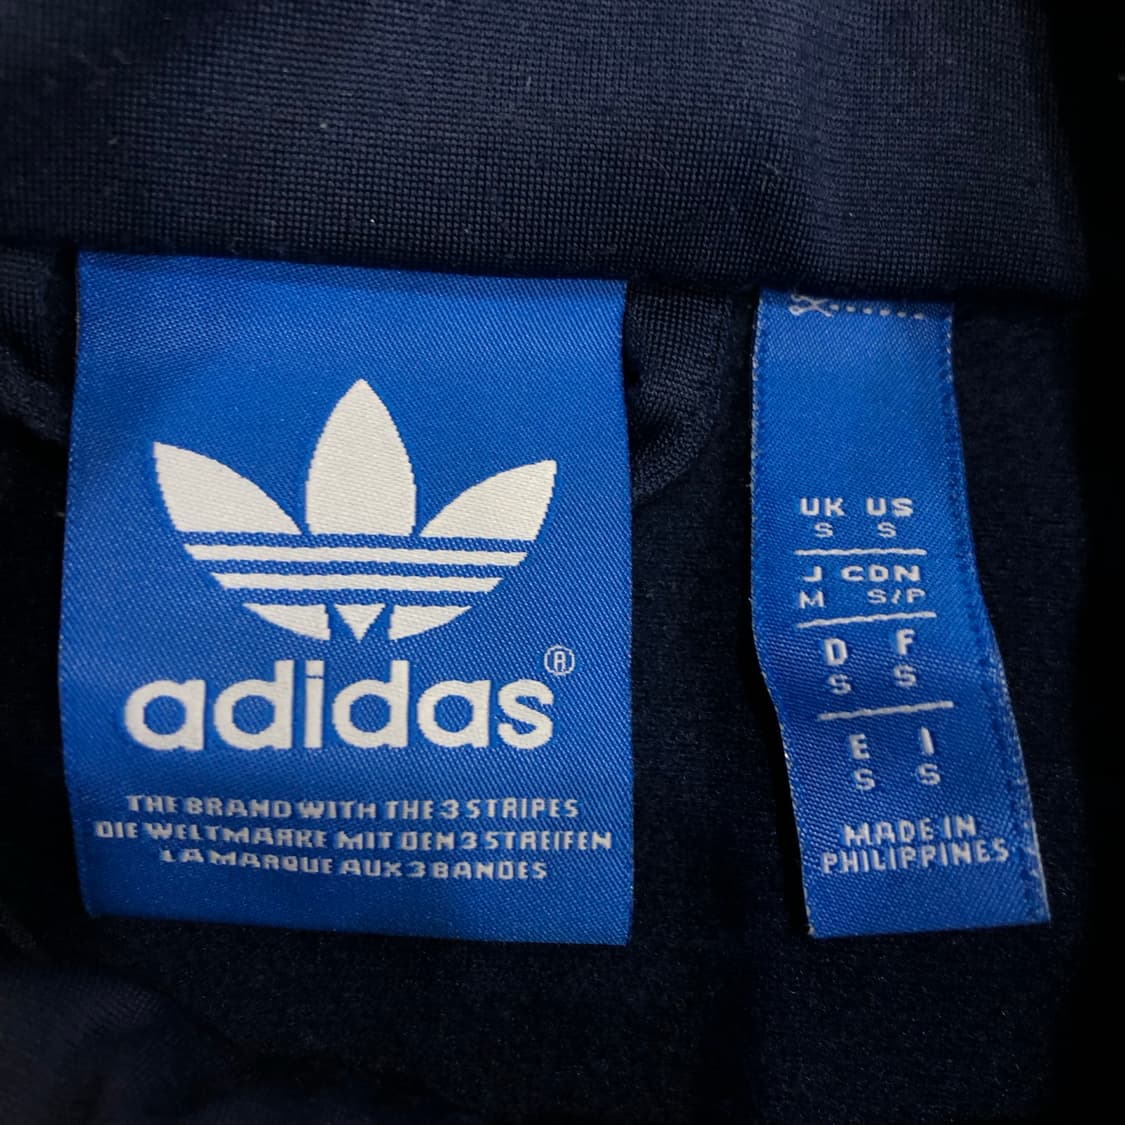 adidas®
THE BRAND WITH THE 3 STRIPES
DIE WELTMARKE MIT DEM 3 STREIFEN
LA MARQUE AUX 3 BANDES
UK US
S S
J CDN
M S/P
D F
S S
E I
S S
MADE IN
PHILIPPINES